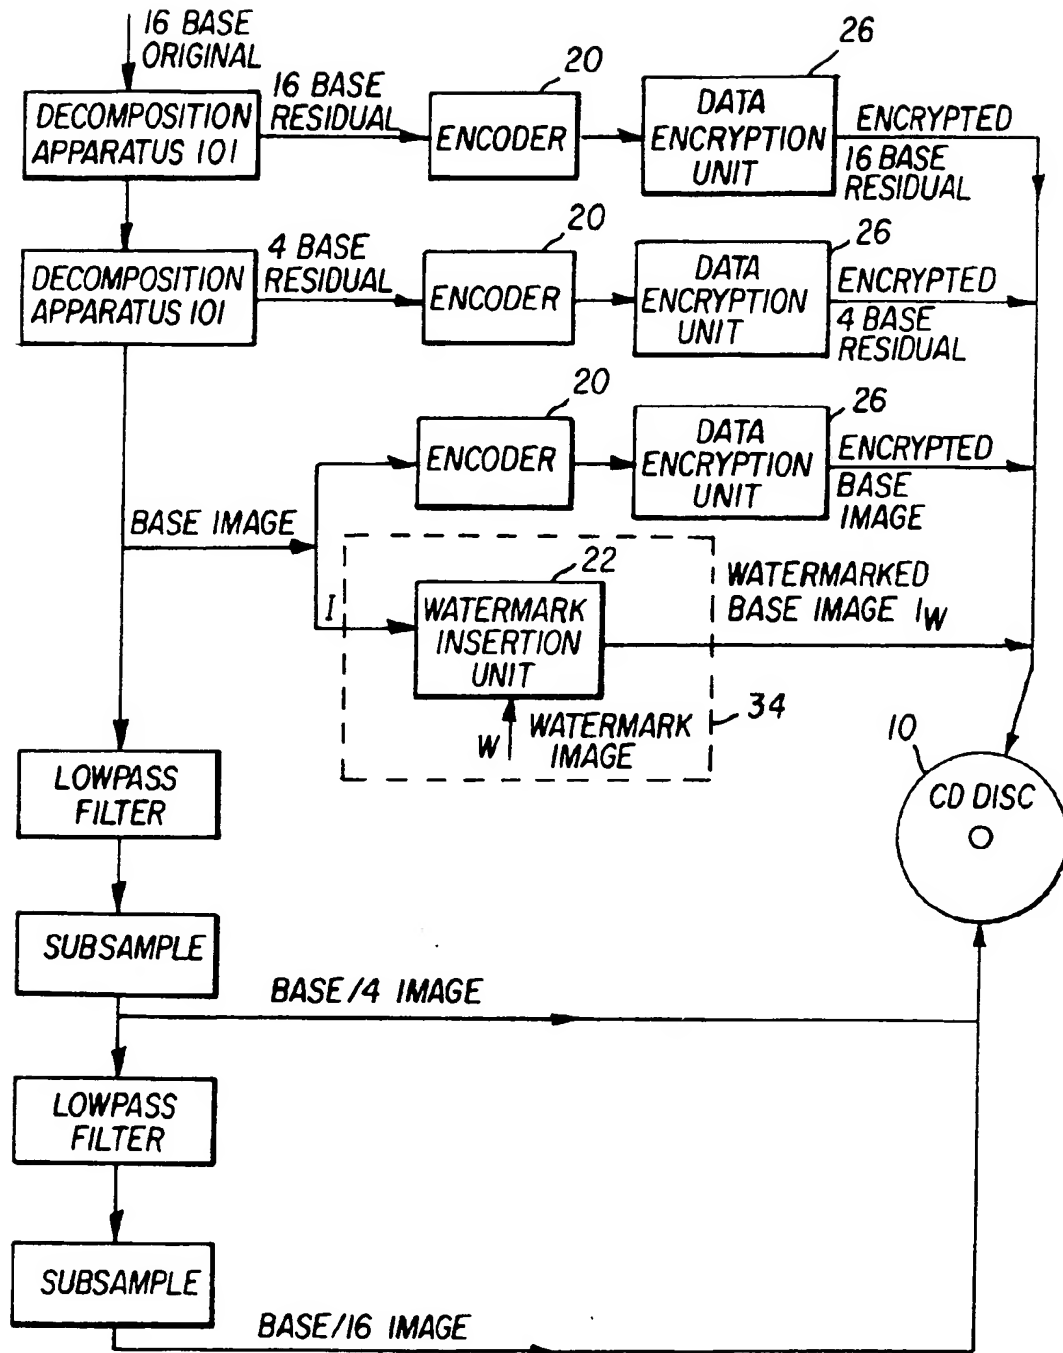 16 BASE
ORIGINAL
DECOMPOSITION
APPARATUS 101
16 BASE
RESIDUAL
20
ENCODER
26
DATA
ENCRYPTION
UNIT
ENCRYPTED
16 BASE
RESIDUAL
DECOMPOSITION
APPARATUS 101
4 BASE
RESIDUAL
20
ENCODER
26
DATA
ENCRYPTION
UNIT
ENCRYPTED
4 BASE
RESIDUAL
20
ENCODER
26
DATA
ENCRYPTION
UNIT
ENCRYPTED
BASE
IMAGE
BASE IMAGE
I
22
WATERMARK
INSERTION
UNIT
WATERMARKED
BASE IMAGE IW
W
WATERMARK
IMAGE
34
10
CD DISC
LOWPASS
FILTER
SUBSAMPLE
BASE/4 IMAGE
LOWPASS
FILTER
SUBSAMPLE
BASE/16 IMAGE